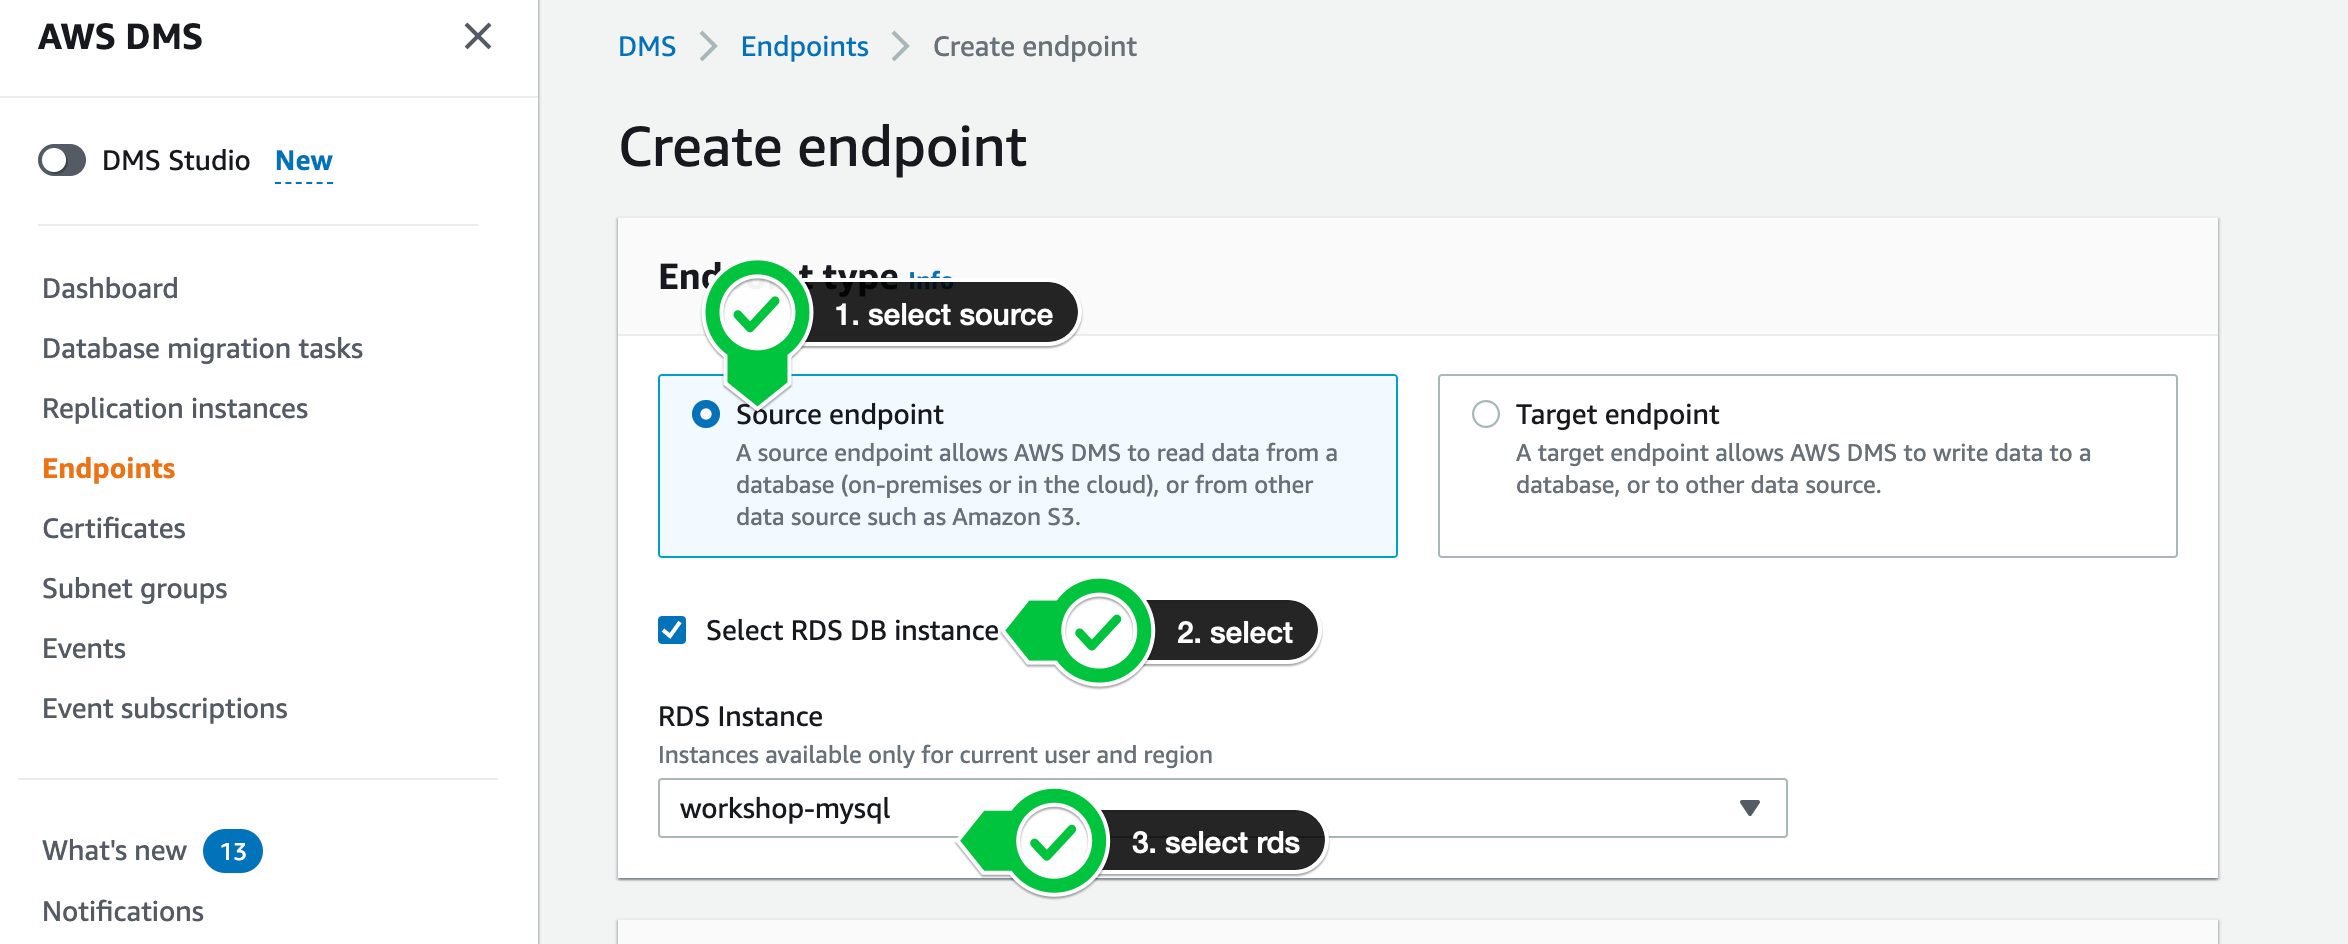 AWS DMS
DMS Studio New
Dashboard
Database migration tasks
Replication instances
Endpoints
Certificates
Subnet groups
Events
Event subscriptions
What's new 13
Notifications
DMS Endpoints Create endpoint
Create endpoint
Endpoint type Info
1. select source
Source endpoint
A source endpoint allows AWS DMS to read data from a
database (on-premises or in the cloud), or from other
data source such as Amazon S3.
Target endpoint
A target endpoint allows AWS DMS to write data to a
database, or to other data source.
Select RDS DB instance
2. select
RDS Instance
Instances available only for current user and region
workshop-mysql
3. select rds